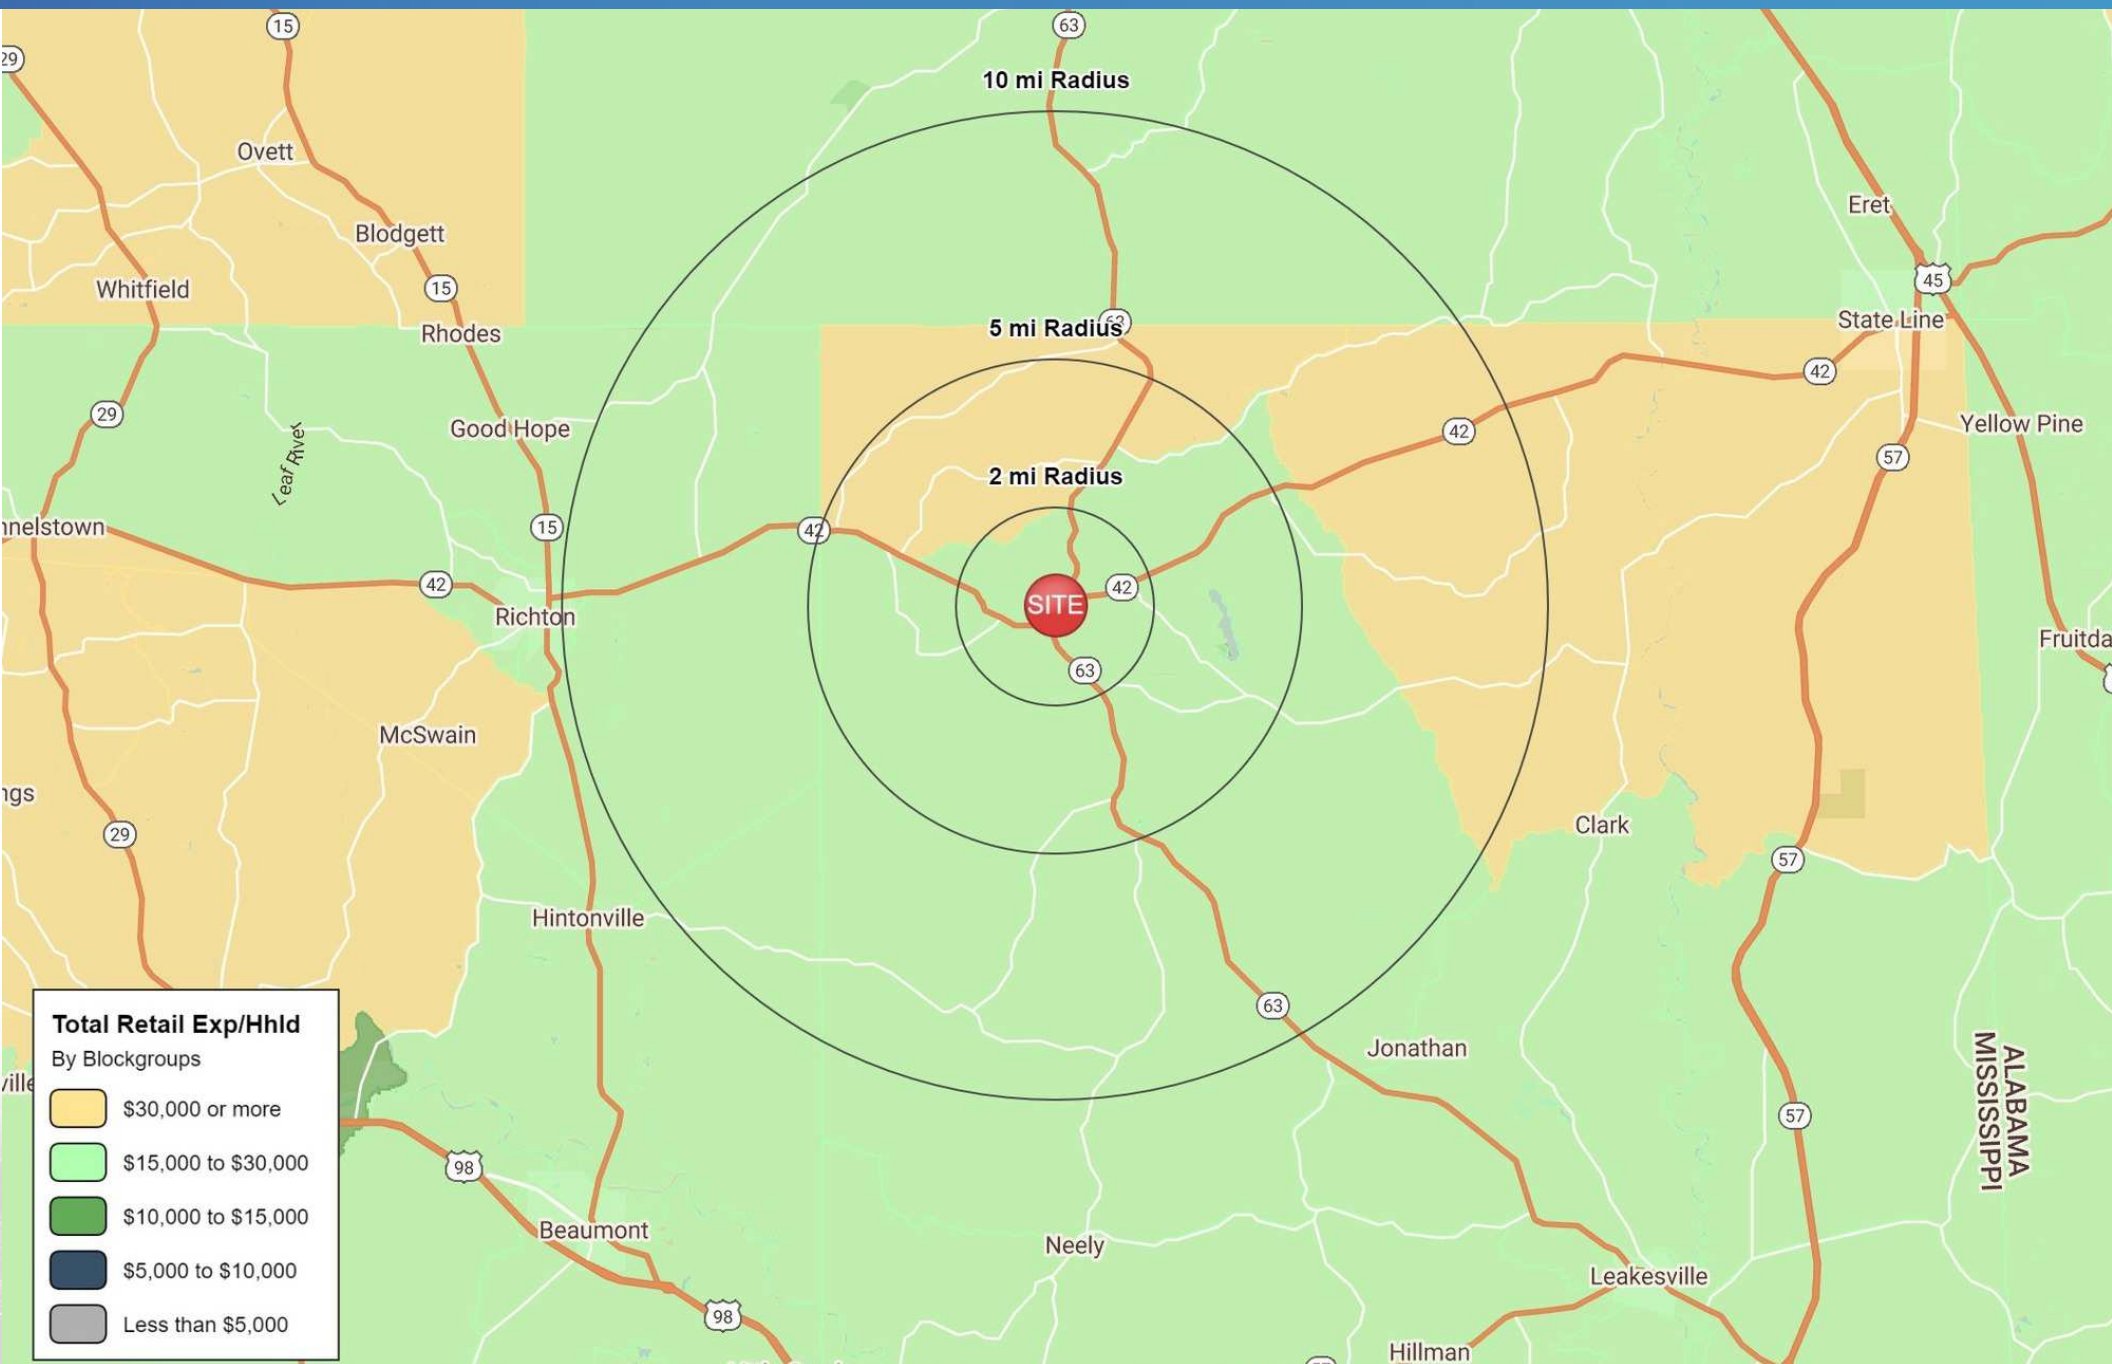 15
63
29
10 mi Radius
Ovett
Eret
Blodgett
45
Whitfield
15
State Line
5 mi Radius
63
Rhodes
42
29
Good Hope
42
Yellow Pine
57
Leaf River
2 mi Radius
nnelstown
15
42
42
42
SITE
Richton
Fruitda
63
McSwain
ngs
29
Clark
57
Hintonville
63
Jonathan
ALABAMA
MISSISSIPPI
Total Retail Exp/Hhld
By Blockgroups
ville
$30,000 or more
57
$15,000 to $30,000
98
$10,000 to $15,000
Beaumont
Neely
$5,000 to $10,000
Leakesville
98
Less than $5,000
Hillman